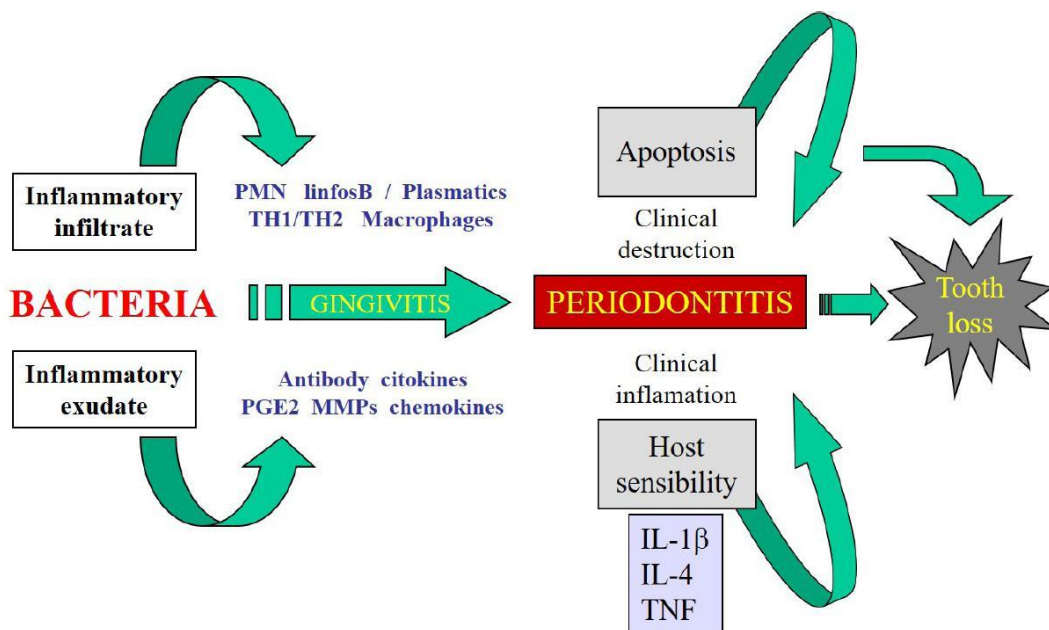 Inflammatory
infiltrate
PMN linfosB / Plasmatics
TH1/TH2 Macrophages
BACTERIA
GINGIVITIS
Inflammatory
exudate
Antibody citokines
PGE2 MMPs chemokines
Apoptosis
Clinical
destruction
PERIODONTITIS
Clinical
inflamation
Host
sensibility
IL-1β
IL-4
TNF
Tooth
loss